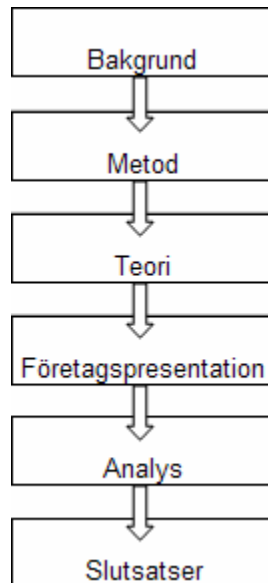 Bakgrund
Metod
Teori
Företagspresentation
Analys
Slutsatser